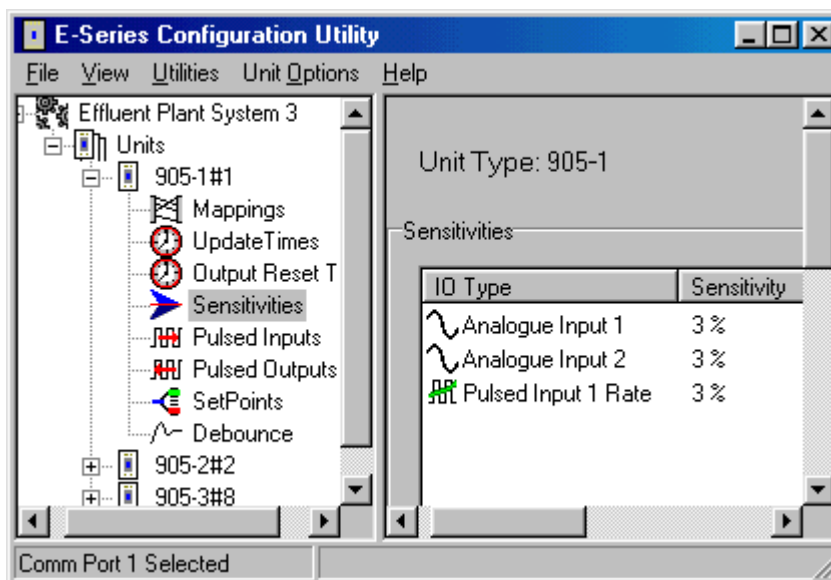 E-Series Configuration Utility
File View Utilities Unit Options Help
Effluent Plant System 3
Units
905-1#1
Mappings
UpdateTimes
Output Reset T
Sensitivities
Pulsed Inputs
Pulsed Outputs
SetPoints
Debounce
905-2#2
905-3#8
Unit Type: 905-1
Sensitivities
IO Type Sensitivity
Analogue Input 1 3 %
Analogue Input 2 3 %
Pulsed Input 1 Rate 3 %
Comm Port 1 Selected